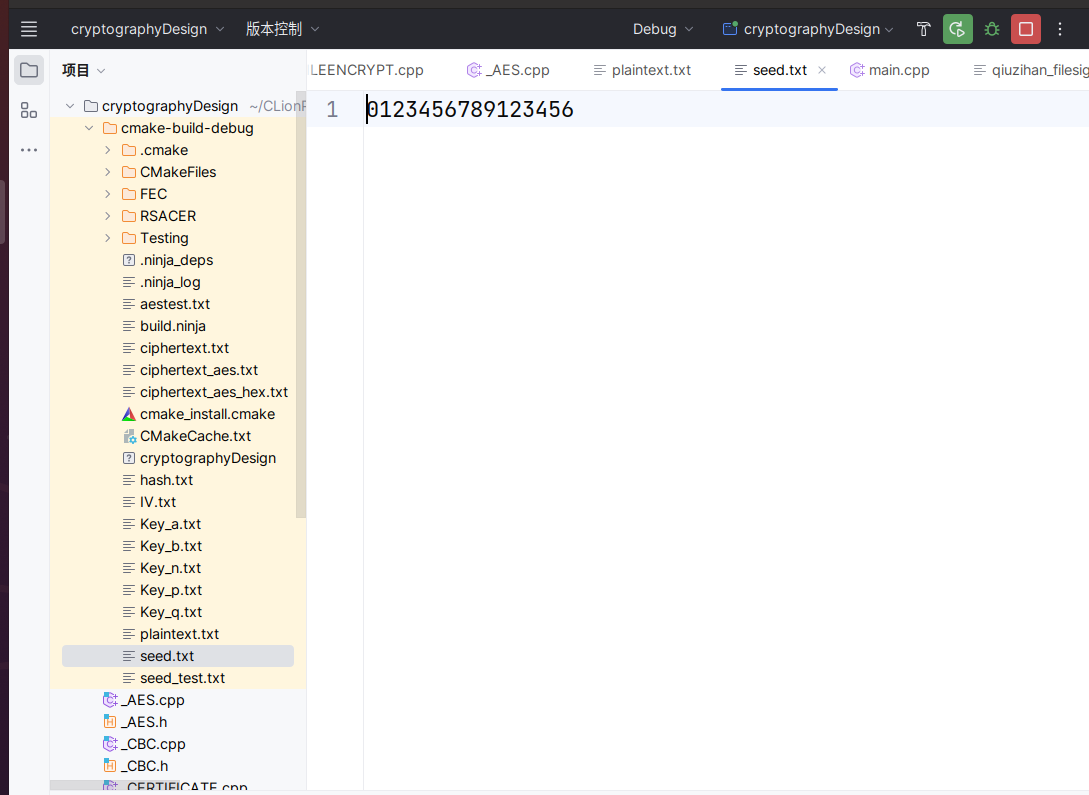 cryptographyDesign 版本控制 Debug cryptographyDesign
项目
LEENCRYPT.cpp _AES.cpp plaintext.txt seed.txt main.cpp qiuzihan_filesig
cryptographyDesign ~/CLionP
cmake-build-debug
.cmake
CMakeFiles
FEC
RSACER
Testing
.ninja_deps
.ninja_log
aestest.txt
build.ninja
ciphertext.txt
ciphertext_aes.txt
ciphertext_aes_hex.txt
cmake_install.cmake
CMakeCache.txt
cryptographyDesign
hash.txt
IV.txt
Key_a.txt
Key_b.txt
Key_n.txt
Key_p.txt
Key_q.txt
plaintext.txt
seed.txt
seed_test.txt
_AES.cpp
_AES.h
_CBC.cpp
_CBC.h
_CERTIFICATE.cpp
1 0123456789123456